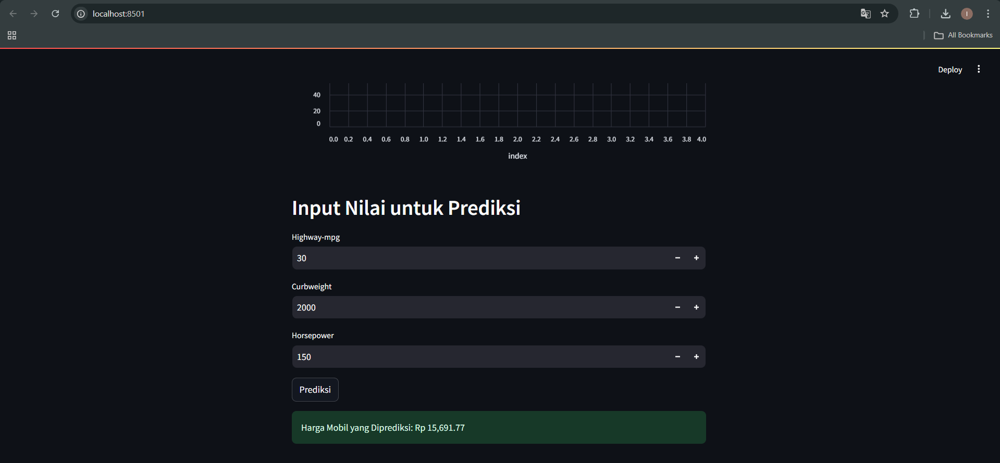 localhost:8501
I
All Bookmarks
Deploy
40
20
0
0.0 0.2 0.4 0.6 0.8 1.0 1.2 1.4 1.6 1.8 2.0 2.2 2.4 2.6 2.8 3.0 3.2 3.4 3.6 3.8 4.0
index
Input Nilai untuk Prediksi
Highway-mpg
30
Curbweight
2000
Horsepower
150
Prediksi
Harga Mobil yang Diprediksi: Rp 15,691.77